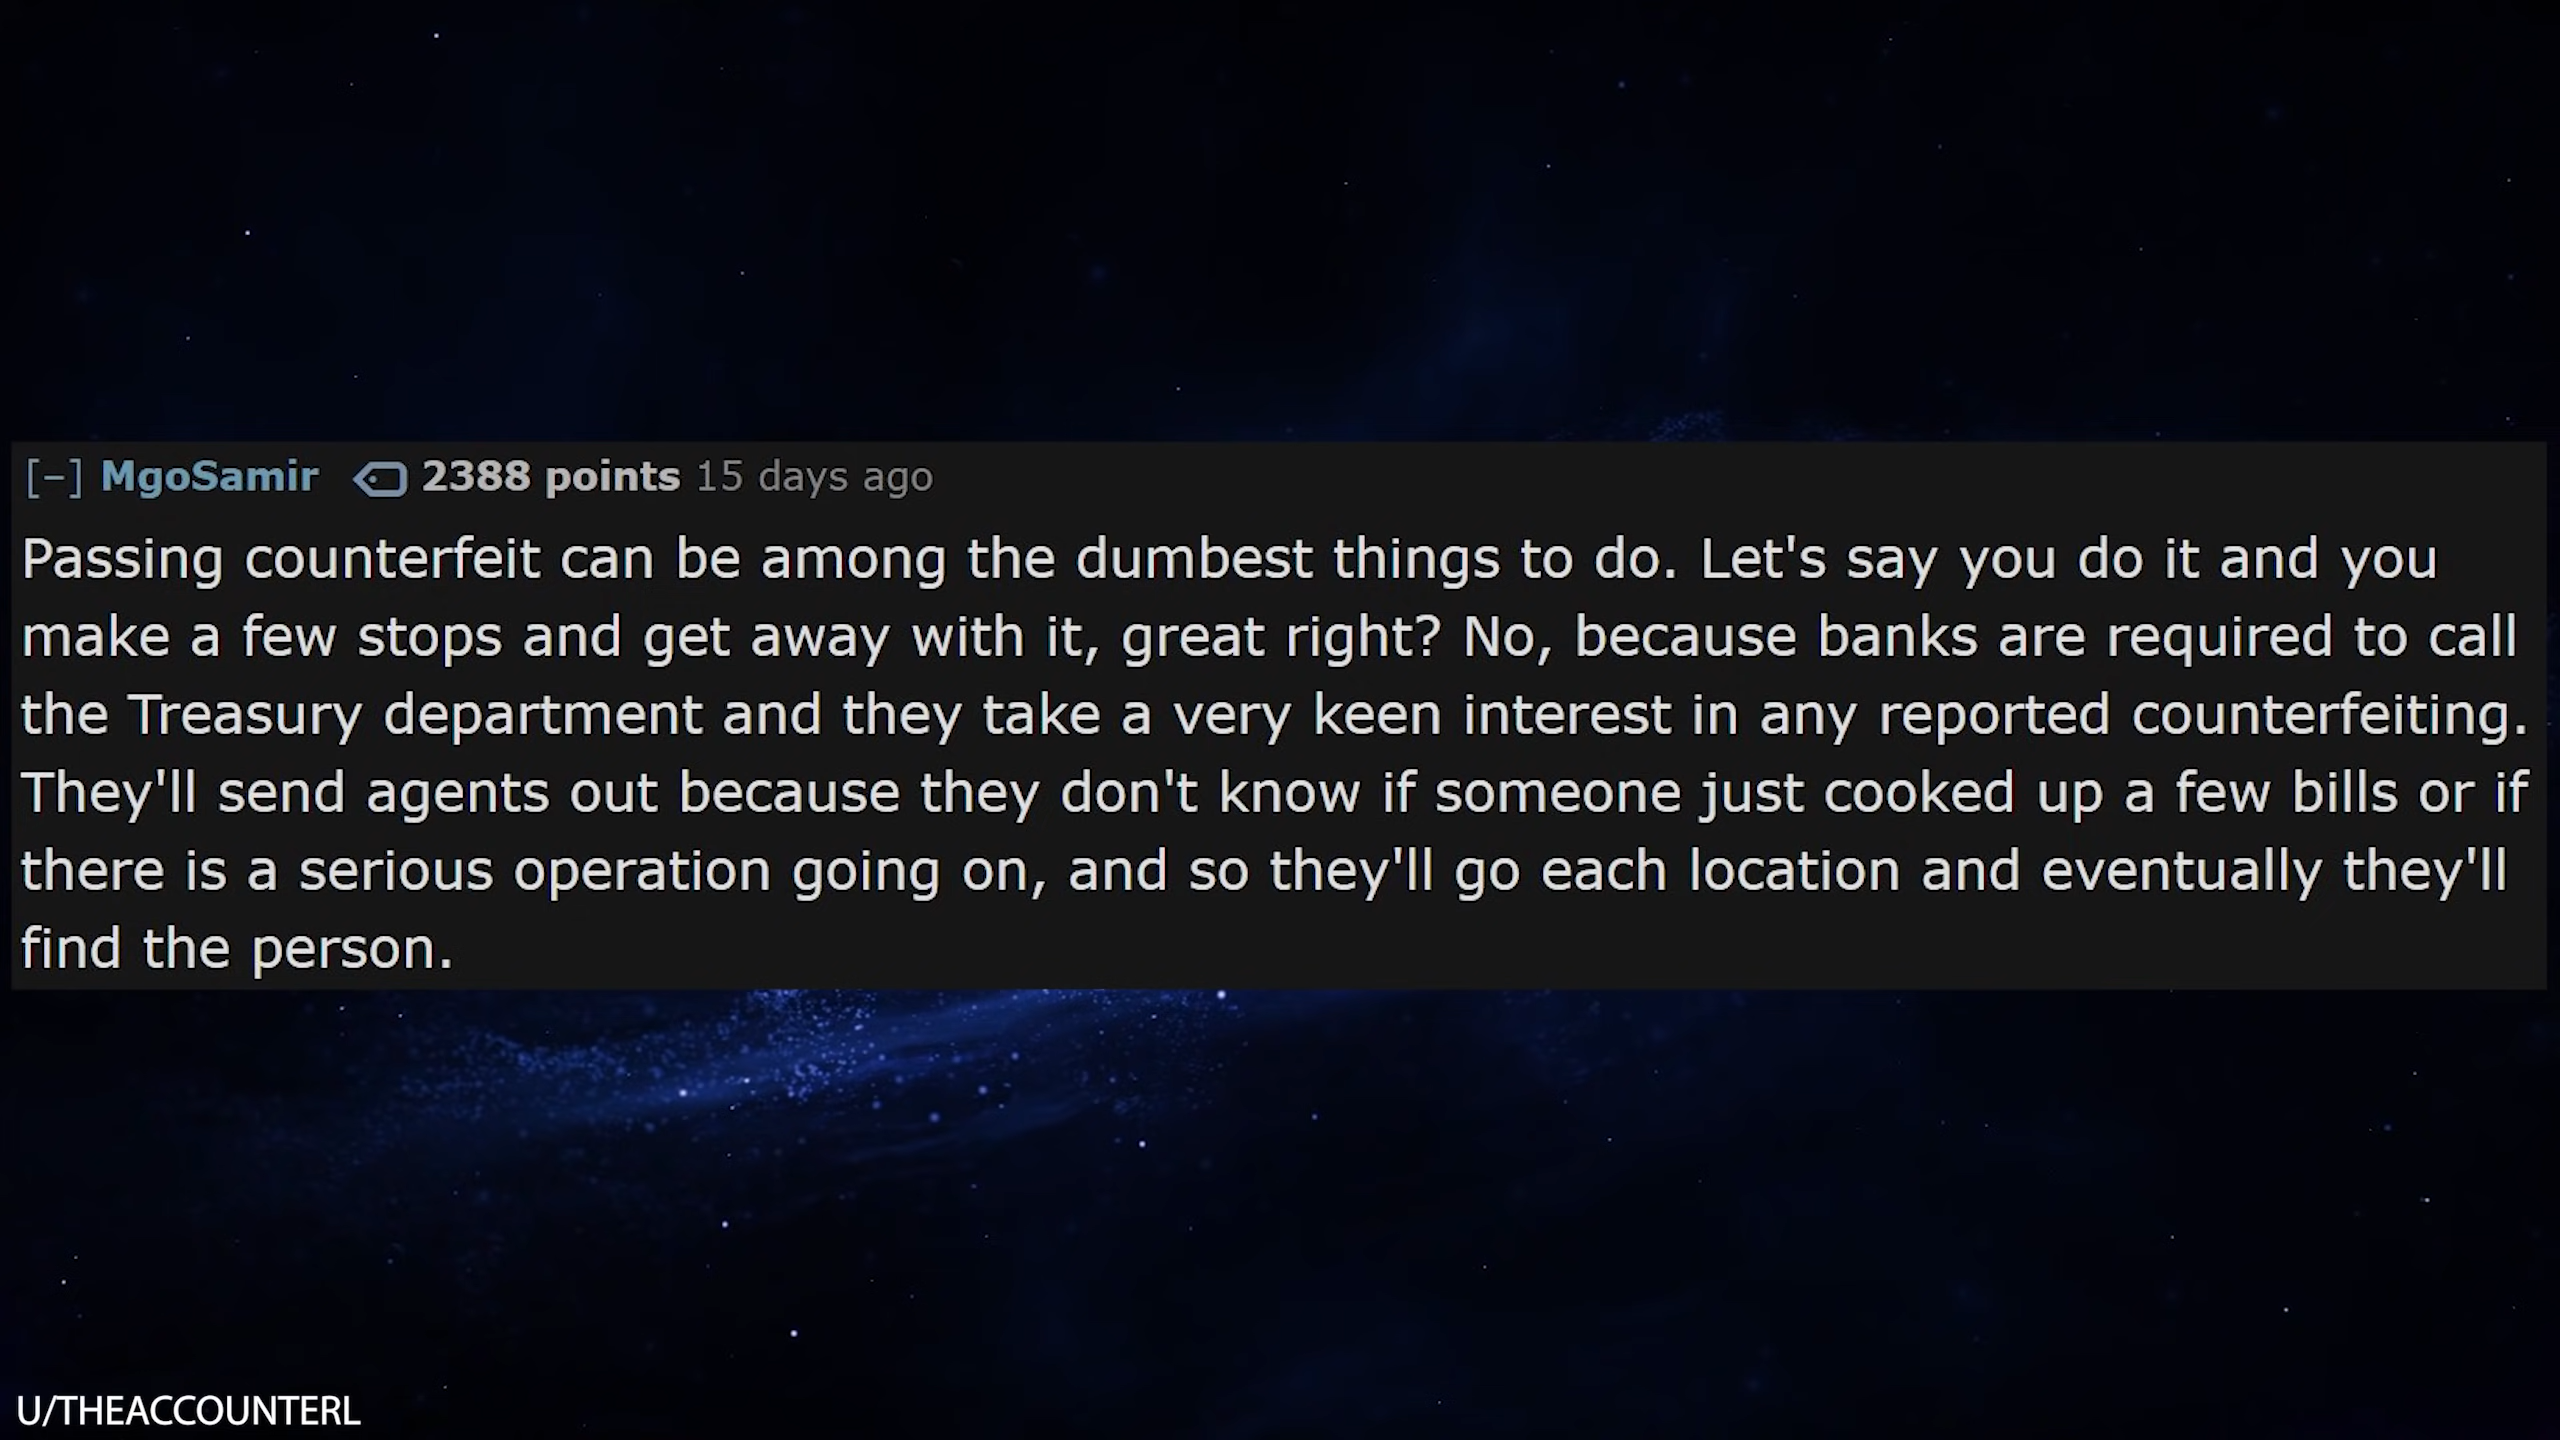 [–] MgoSamir 2388 points 15 days ago
Passing counterfeit can be among the dumbest things to do. Let's say you do it and you
make a few stops and get away with it, great right? No, because banks are required to call
the Treasury department and they take a very keen interest in any reported counterfeiting.
They'll send agents out because they don't know if someone just cooked up a few bills or if
there is a serious operation going on, and so they'll go each location and eventually they'll
find the person.
U/THEACCOUNTERL